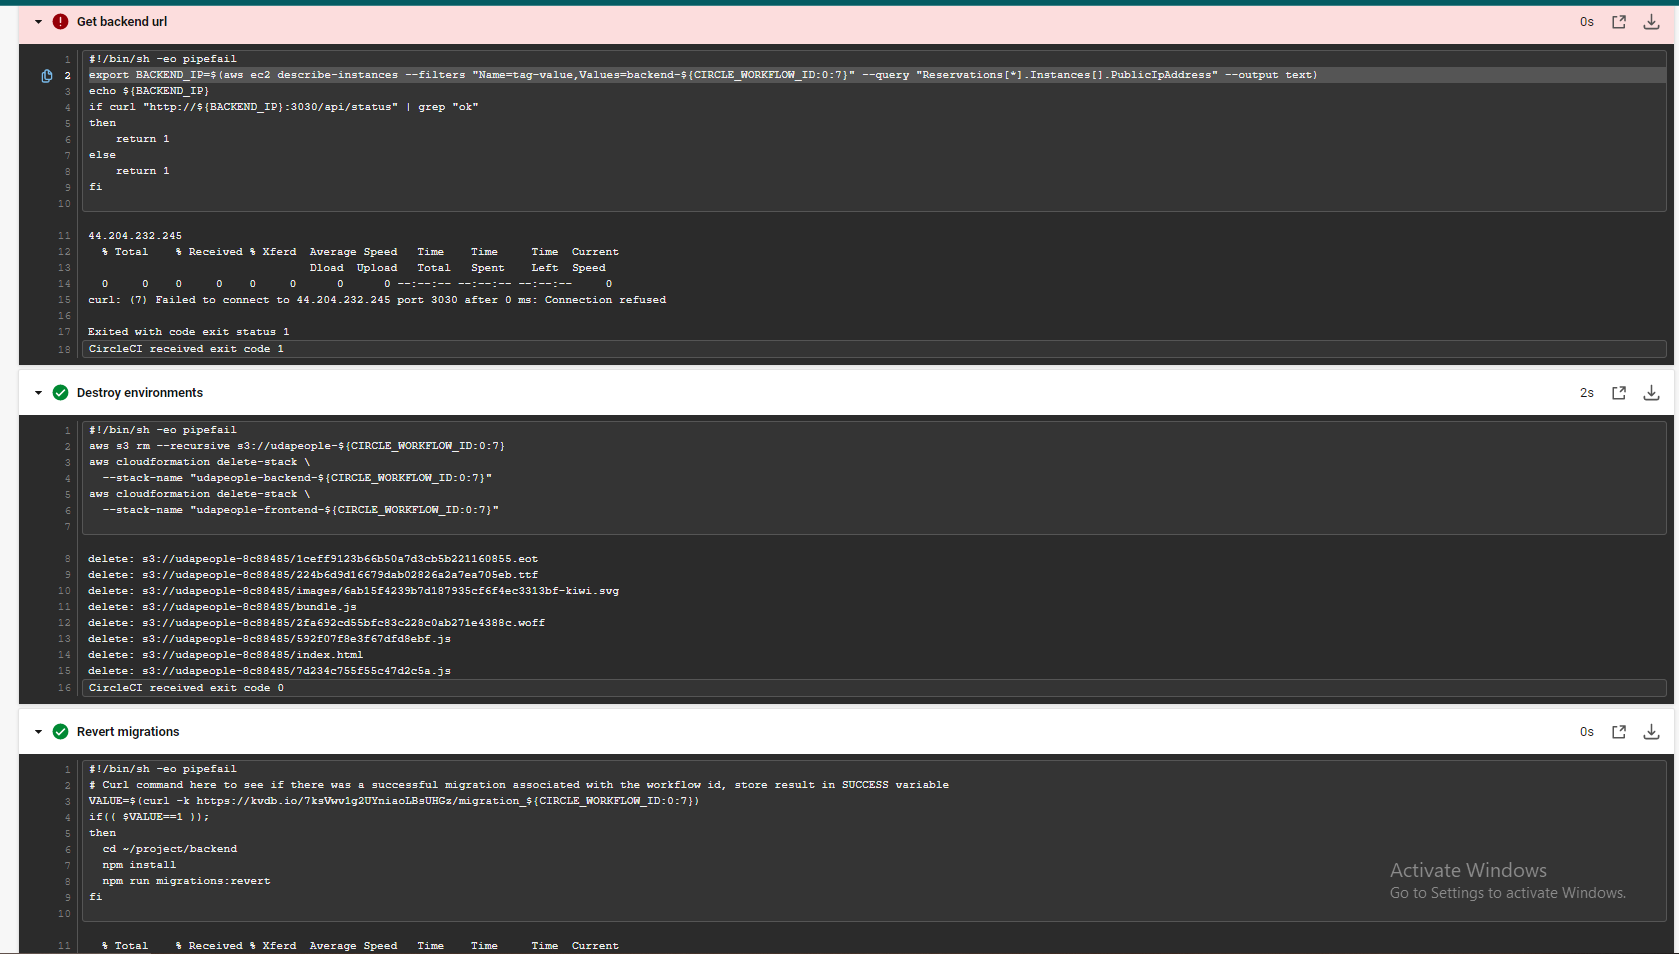 Get backend url 0s
1 #!/bin/sh -eo pipefail
2 export BACKEND_IP=$(aws ec2 describe-instances --filters "Name=tag-value,Values=backend-${CIRCLE_WORKFLOW_ID:0:7}" --query "Reservations[*].Instances[].PublicIpAddress" --output text)
3 echo ${BACKEND_IP}
4 if curl "http://${BACKEND_IP}:3030/api/status" | grep "ok"
5 then
6     return 1
7 else
8     return 1
9 fi
10
11 44.204.232.245
12   % Total    % Received % Xferd  Average Speed   Time    Time     Time  Current
13                                  Dload  Upload   Total   Spent    Left  Speed
14   0     0    0     0    0     0      0      0 --:--:-- --:--:-- --:--:--     0
15 curl: (7) Failed to connect to 44.204.232.245 port 3030 after 0 ms: Connection refused
16
17 Exited with code exit status 1
18 CircleCI received exit code 1
Destroy environments 2s
1 #!/bin/sh -eo pipefail
2 aws s3 rm --recursive s3://udapeople-${CIRCLE_WORKFLOW_ID:0:7}
3 aws cloudformation delete-stack \
4   --stack-name "udapeople-backend-${CIRCLE_WORKFLOW_ID:0:7}"
5 aws cloudformation delete-stack \
6   --stack-name "udapeople-frontend-${CIRCLE_WORKFLOW_ID:0:7}"
7
8 delete: s3://udapeople-8c88485/1ceff9123b66b50a7d3cb5b221160855.eot
9 delete: s3://udapeople-8c88485/224b6d9d16679dab02826a2a7ea705eb.ttf
10 delete: s3://udapeople-8c88485/images/6ab15f4239b7d187935cf6f4ec3313bf-kiwi.svg
11 delete: s3://udapeople-8c88485/bundle.js
12 delete: s3://udapeople-8c88485/2fa692cd55bfc83c228c0ab271e4388c.woff
13 delete: s3://udapeople-8c88485/592f07f8e3f67dfd8ebf.js
14 delete: s3://udapeople-8c88485/index.html
15 delete: s3://udapeople-8c88485/7d234c755f55c47d2c5a.js
16 CircleCI received exit code 0
Revert migrations 0s
1 #!/bin/sh -eo pipefail
2 # Curl command here to see if there was a successful migration associated with the workflow id, store result in SUCCESS variable
3 VALUE=$(curl -k https://kvdb.io/7ksVwv1g2UYniaoLBsUHGz/migration_${CIRCLE_WORKFLOW_ID:0:7})
4 if(( $VALUE==1 ));
5 then
6   cd ~/project/backend
7   npm install
8   npm run migrations:revert
9 fi
10
11   % Total    % Received % Xferd  Average Speed   Time    Time     Time  Current
Activate Windows
Go to Settings to activate Windows.